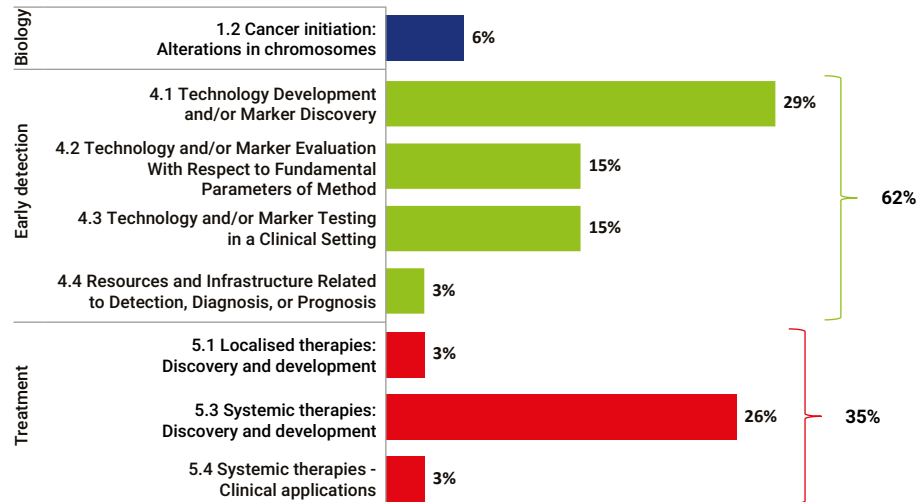 Biology
1.2 Cancer initiation:
Alterations in chromosomes
6%
Early detection
4.1 Technology Development
and/or Marker Discovery
29%
4.2 Technology and/or Marker Evaluation
With Respect to Fundamental
Parameters of Method
15%
4.3 Technology and/or Marker Testing
in a Clinical Setting
15%
4.4 Resources and Infrastructure Related
to Detection, Diagnosis, or Prognosis
3%
62%
Treatment
5.1 Localised therapies:
Discovery and development
3%
5.3 Systemic therapies:
Discovery and development
26%
5.4 Systemic therapies -
Clinical applications
3%
35%